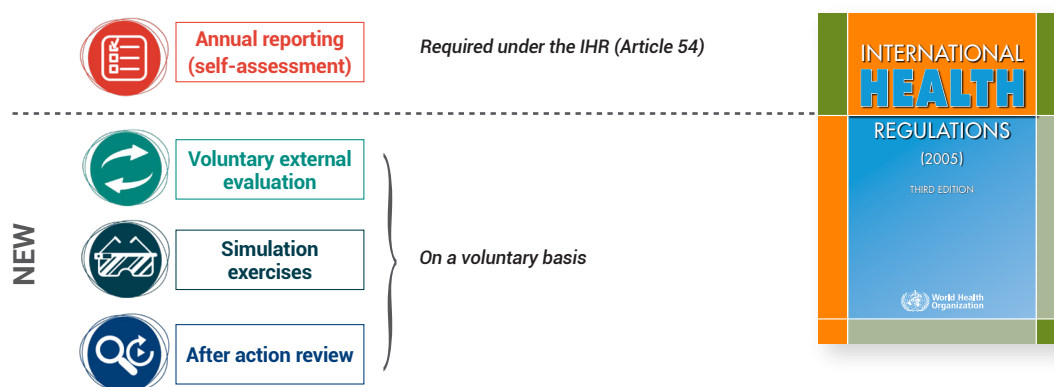 Annual reporting
(self-assessment)
Required under the IHR (Article 54)
NEW
Voluntary external
evaluation
Simulation
exercises
After action review
On a voluntary basis
INTERNATIONAL
HEALTH
REGULATIONS
(2005)
THIRD EDITION
World Health
Organization